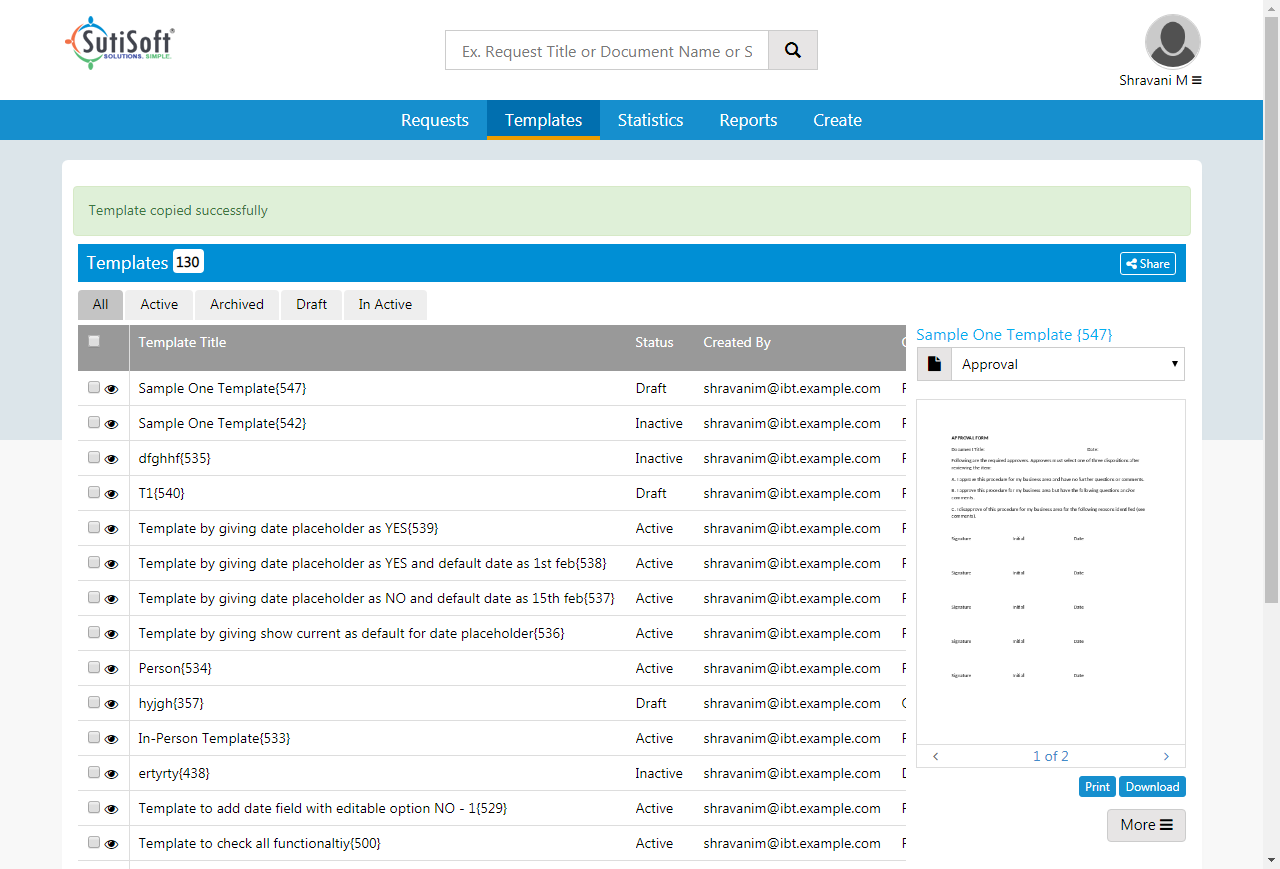 SutiSoft®
SOLUTIONS. SIMPLE.
Ex. Request Title or Document Name or S
Shravani M
Requests Templates Statistics Reports Create
Template copied successfully
Templates 130 Share
All Active Archived Draft In Active
Template Title Status Created By
Sample One Template{547} Draft shravanim@ibt.example.com
Sample One Template{542} Inactive shravanim@ibt.example.com
dfghhf{535} Inactive shravanim@ibt.example.com
T1{540} Draft shravanim@ibt.example.com
Template by giving date placeholder as YES{539} Active shravanim@ibt.example.com
Template by giving date placeholder as YES and default date as 1st feb{538} Active shravanim@ibt.example.com
Template by giving date placeholder as NO and default date as 15th feb{537} Active shravanim@ibt.example.com
Template by giving show current as default for date placeholder{536} Active shravanim@ibt.example.com
Person{534} Active shravanim@ibt.example.com
hyjgh{357} Draft shravanim@ibt.example.com
In-Person Template{533} Active shravanim@ibt.example.com
ertyrty{438} Inactive shravanim@ibt.example.com
Template to add date field with editable option NO - 1{529} Active shravanim@ibt.example.com
Template to check all functionaltiy{500} Active shravanim@ibt.example.com
Sample One Template {547}
Approval
APPROVAL FORM
Document Title: Date:
Following are the required approvers. Approvers must select one of three dispositions after
reviewing the item:
A. I approve this procedure for my business area and have no further questions or comments.
B. I approve this procedure for my business area but have the following questions and/or
comments.
C. I disapprove of this procedure for my business area for the following reasons identified (see
comments).
Signature Initial Date
Signature Initial Date
Signature Initial Date
Signature Initial Date
Signature Initial Date
1 of 2
Print Download
More